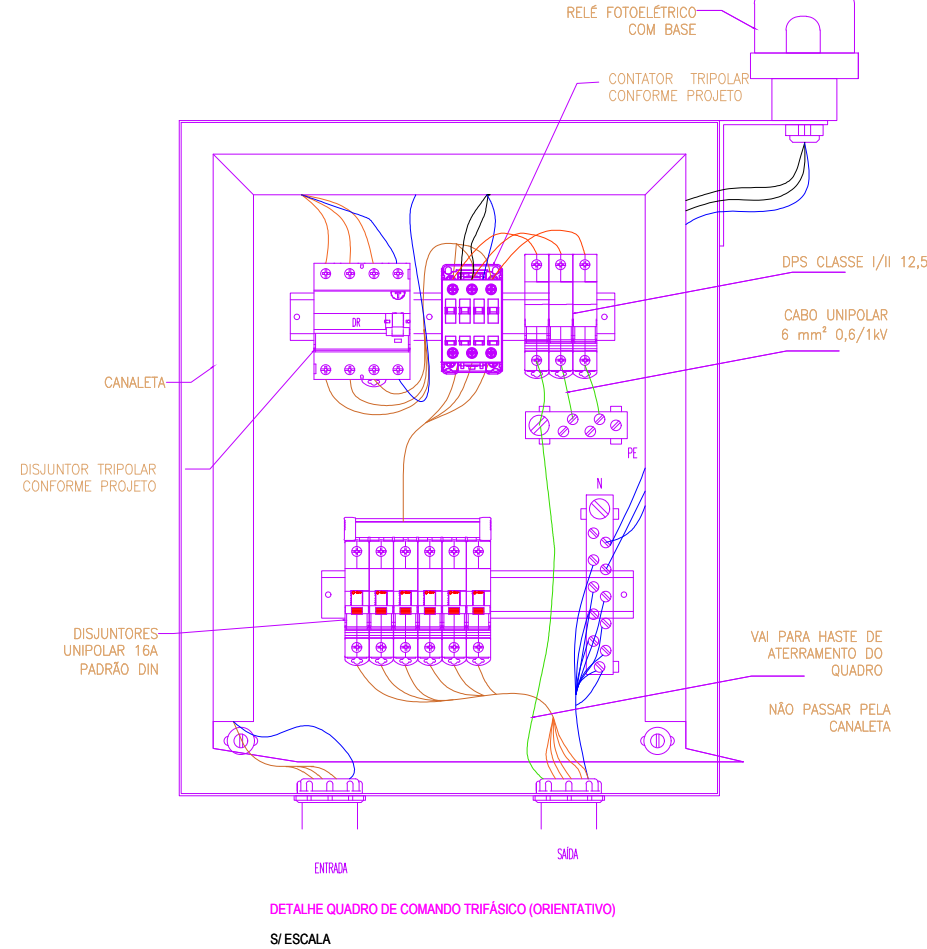 RELÉ FOTOELÉTRICO
COM BASE
CONTATOR TRIPOLAR
CONFORME PROJETO
DPS CLASSE I/II 12,5
CABO UNIPOLAR
6 mm² 0,6/1kV
DR
CANALETA
PE
DISJUNTOR TRIPOLAR
CONFORME PROJETO
N
DISJUNTORES
UNIPOLAR 16A
PADRÃO DIN
VAI PARA HASTE DE
ATERRAMENTO DO
QUADRO
NÃO PASSAR PELA
CANALETA
ENTRADA
SAÍDA
DETALHE QUADRO DE COMANDO TRIFÁSICO (ORIENTATIVO)
S/ ESCALA